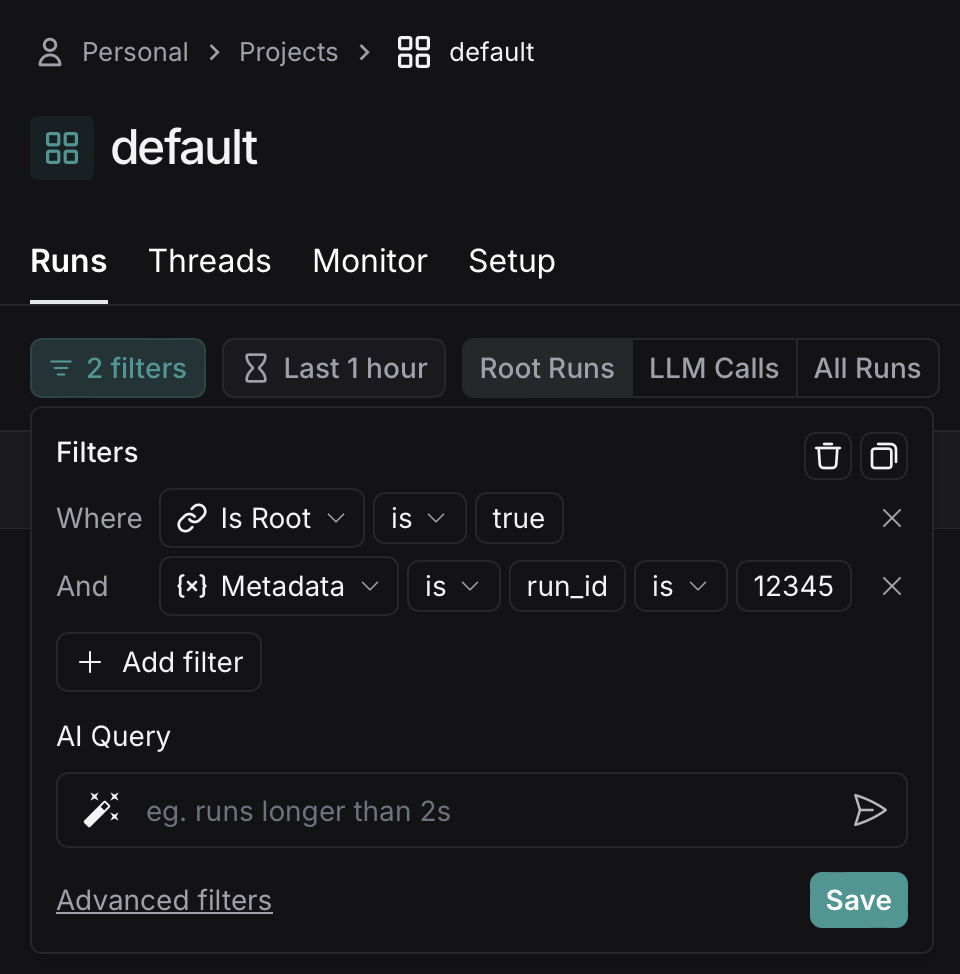 Personal > Projects > default
default
Runs Threads Monitor Setup
2 filters Last 1 hour Root Runs LLM Calls All Runs
Filters
Where Is Root is true
And {x} Metadata is run_id is 12345
+ Add filter
AI Query
eg. runs longer than 2s
Advanced filters Save